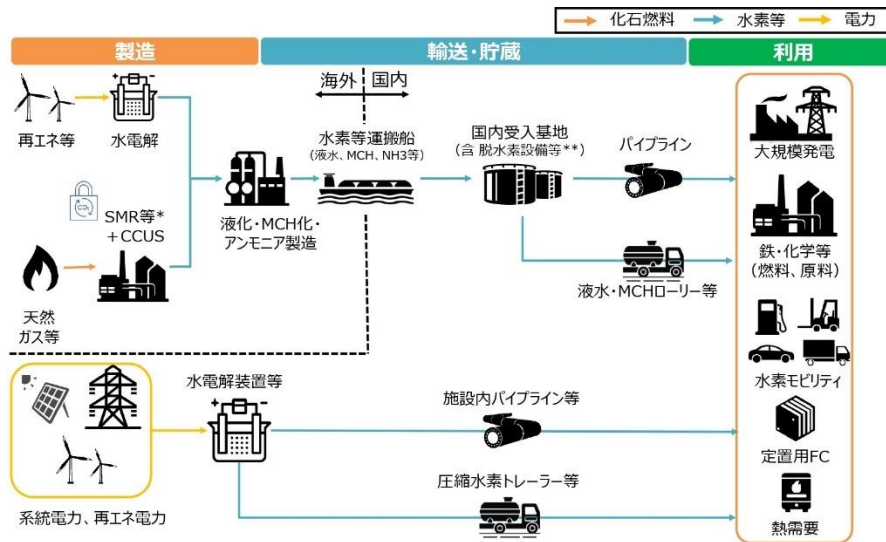 化石燃料 水素等 電力
製造 輸送・貯蔵 利用
海外 国内
再エネ等
水電解
水素等運搬船
(液水、MCH、NH3等)
国内受入基地
(含 脱水素設備等**)
パイプライン
大規模発電
CO₂
SMR等*
+CCUS
液化・MCH化・
アンモニア製造
天然
ガス等
液水・MCHローリー等
鉄・化学等
(燃料、原料)
水素モビリティ
水電解装置等
施設内パイプライン等
定置用FC
系統電力、再エネ電力
圧縮水素トレーラー等
熱需要